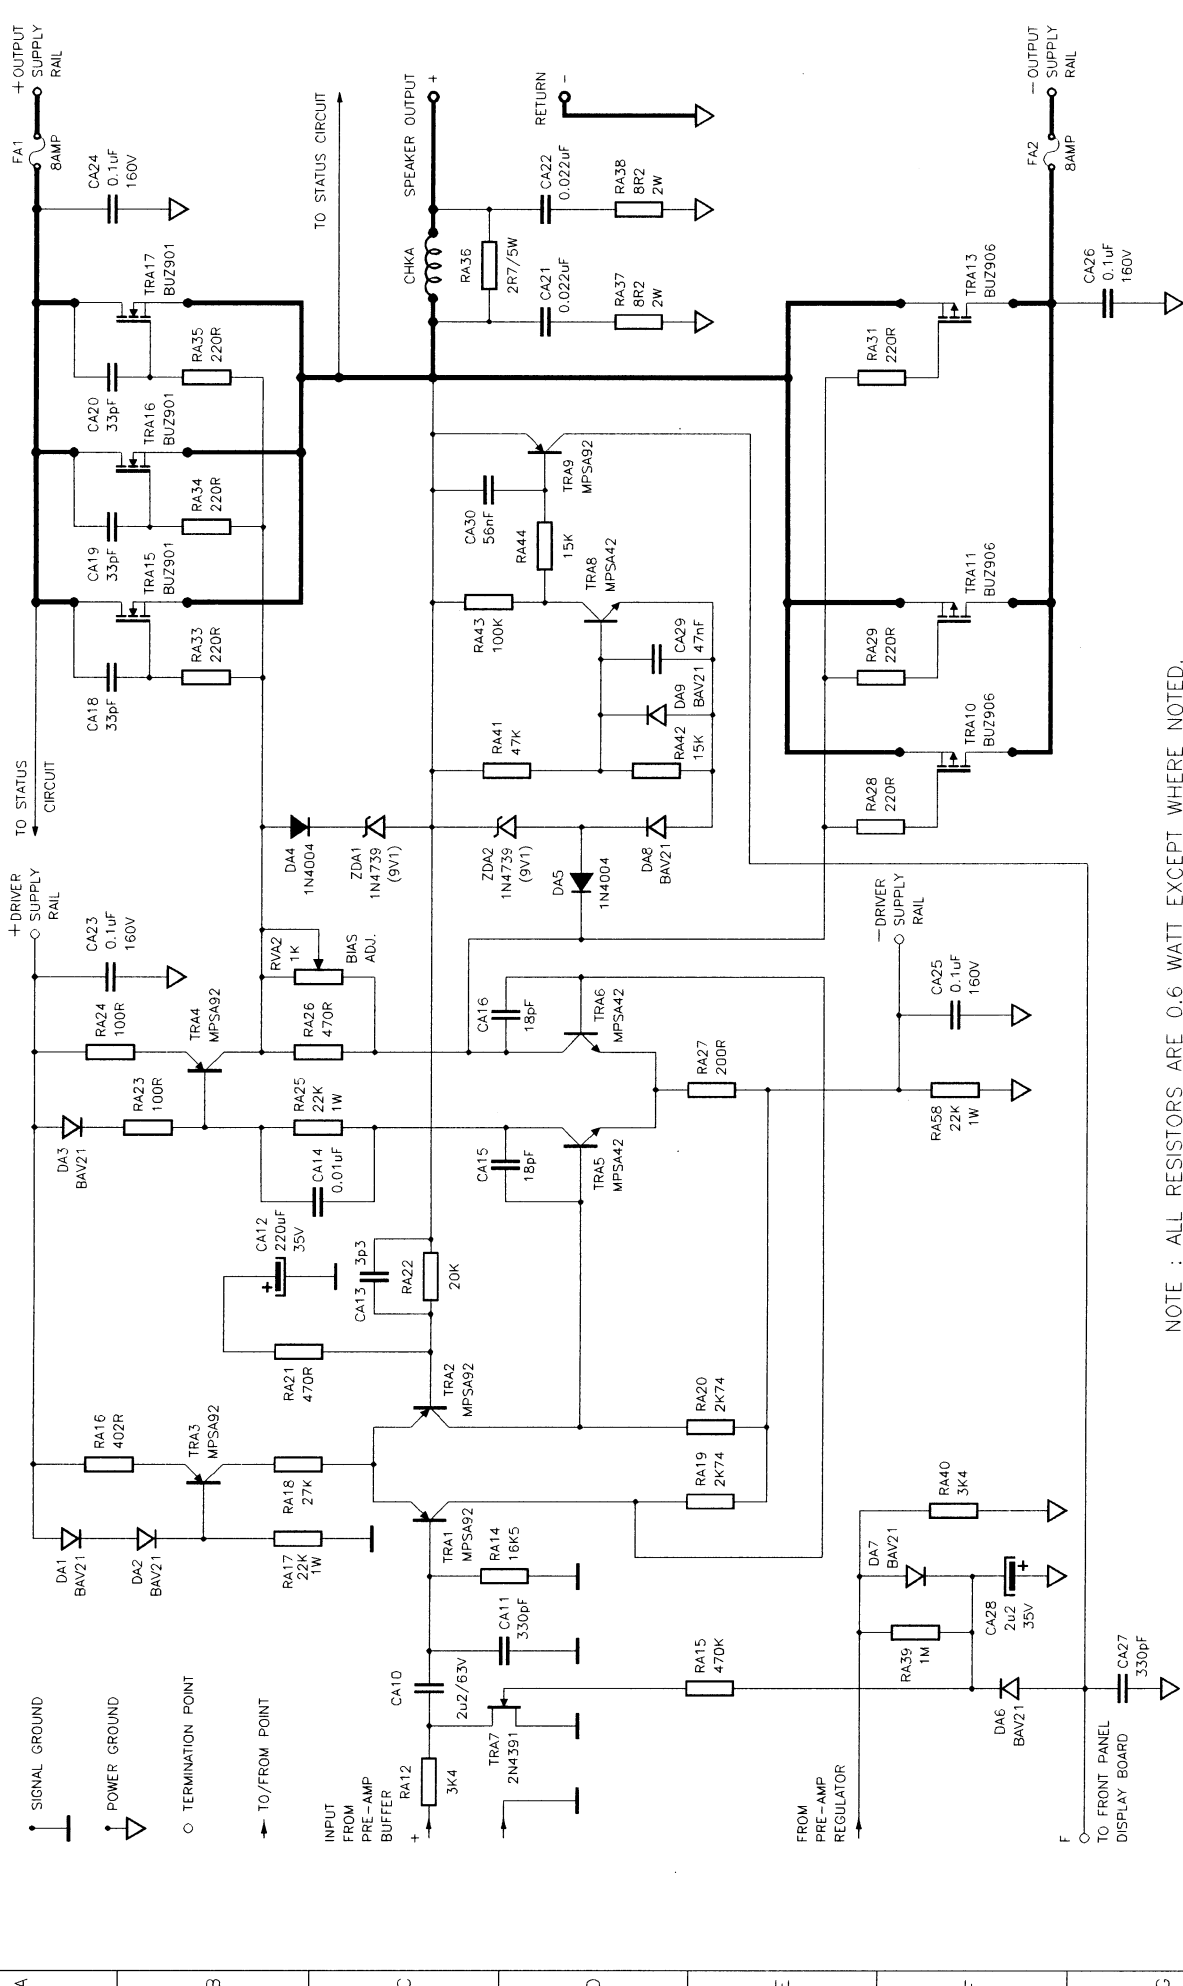 +OUTPUT
SUPPLY
RAIL
FA1
8AMP
CA24
0.1uF
160V
TRA17
BUZ901
CA20
33pF
RA35
220R
TRA16
BUZ901
CA19
33pF
RA34
220R
TRA15
BUZ901
CA18
33pF
RA33
220R
TO STATUS
CIRCUIT
TO STATUS CIRCUIT
SPEAKER OUTPUT
+
RETURN
-
CHKA
RA36
2R7/5W
CA22
0.022uF
RA38
8R2
2W
CA21
0.022uF
RA37
8R2
2W
-OUTPUT
SUPPLY
RAIL
FA2
8AMP
CA26
0.1uF
160V
TRA13
BUZ906
RA31
220R
TRA11
BUZ906
RA29
220R
TRA10
BUZ906
RA28
220R
TRA9
MPSA92
CA30
56nF
RA44
15K
TRA8
MPSA42
RA43
100K
CA29
47nF
DA9
BAV21
RA41
47K
RA42
15K
DA4
1N4004
ZDA1
1N4739
(9V1)
ZDA2
1N4739
(9V1)
DA8
BAV21
DA5
1N4004
+DRIVER
SUPPLY
RAIL
CA23
0.1uF
160V
RA24
100R
TRA4
MPSA92
RVA2
1K
BIAS
ADJ.
RA26
470R
DA3
BAV21
RA23
100R
RA25
22K
1W
CA14
0.01uF
CA16
18pF
TRA6
MPSA42
CA15
18pF
TRA5
MPSA42
RA27
200R
-DRIVER
SUPPLY
RAIL
CA25
0.1uF
160V
RA58
22K
1W
CA12
220uF
35V
CA13
3p3
RA22
20K
RA21
470R
TRA2
MPSA92
RA16
402R
TRA3
MPSA92
RA18
27K
DA1
BAV21
DA2
BAV21
RA17
22K
1W
TRA1
MPSA92
RA20
2K74
RA19
2K74
RA14
16K5
CA11
330pF
CA10
2u2/63V
TRA7
2N4391
RA12
3K4
RA15
470K
INPUT
FROM
PRE-AMP
BUFFER
+
SIGNAL GROUND
POWER GROUND
TERMINATION POINT
TO/FROM POINT
FROM
PRE-AMP
REGULATOR
DA7
BAV21
RA40
3K4
RA39
1M
CA28
2u2
35V
+
DA6
BAV21
CA27
330pF
F
TO FRONT PANEL
DISPLAY BOARD
NOTE : ALL RESISTORS ARE 0.6 WATT EXCEPT WHERE NOTED.
A
B
C
D
E
F
G